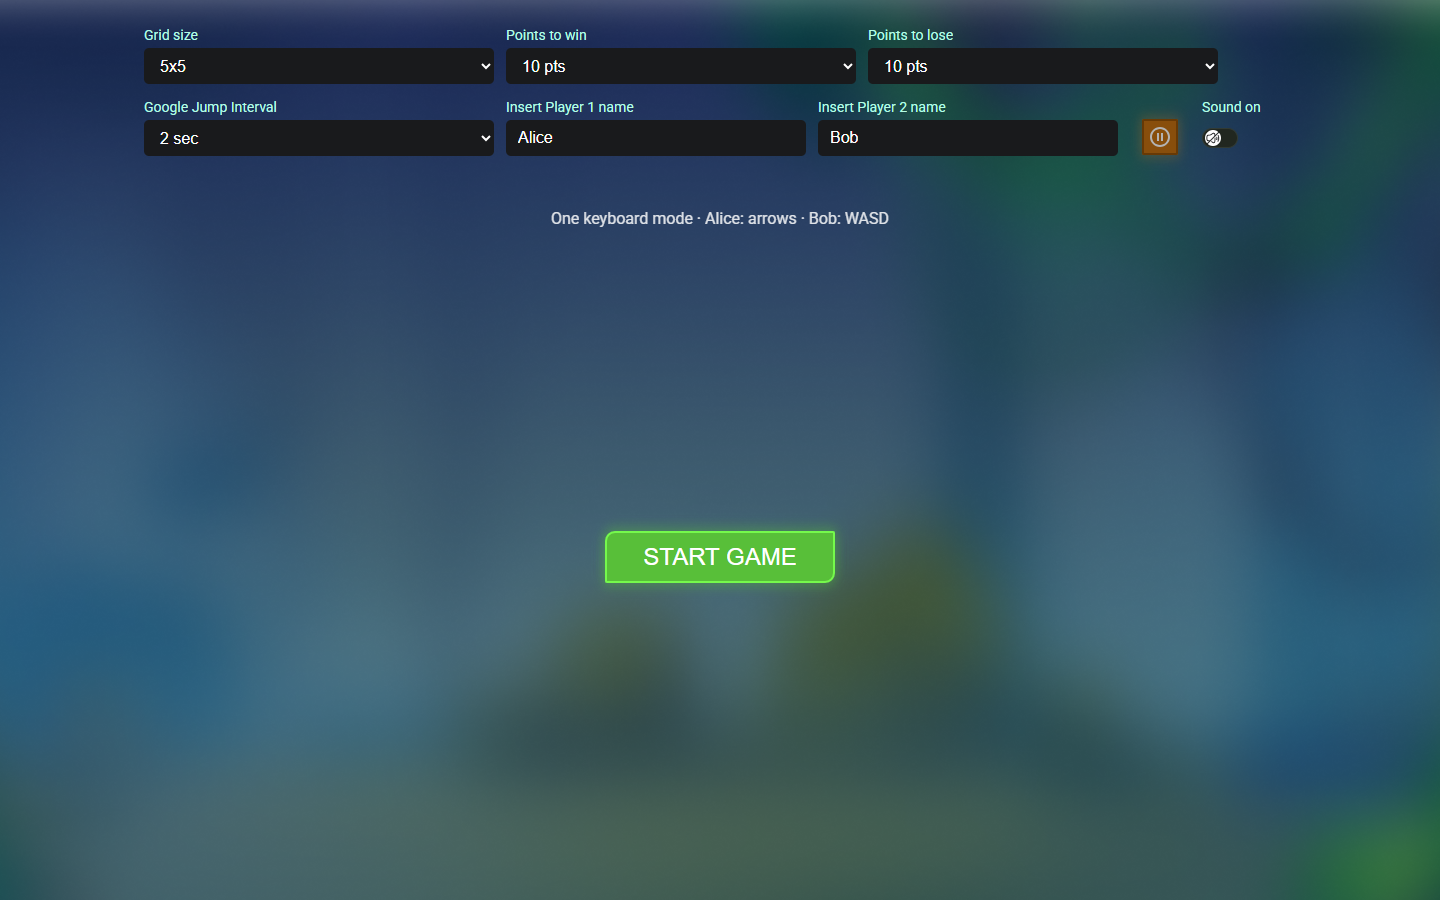 Grid size
Points to win
Points to lose
5x5
10 pts
10 pts
Google Jump Interval
Insert Player 1 name
Insert Player 2 name
Sound on
2 sec
Alice
Bob
One keyboard mode · Alice: arrows · Bob: WASD
START GAME